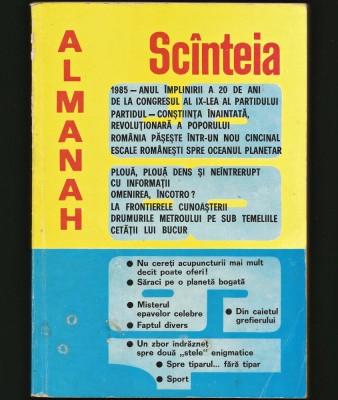 ALMANAH
Scînteia
1985 — ANUL ÎMPLINIRII A 20 DE ANI
DE LA CONGRESUL AL IX-LEA AL PARTIDULUI
PARTIDUL — CONȘTIINȚA ÎNAINTATĂ,
REVOLUȚIONARĂ A POPORULUI
ROMÂNIA PĂȘEȘTE ÎNTR-UN NOU CINCINAL
ESCALE ROMÂNEȘTI SPRE OCEANUL PLANETAR
PLOUĂ, PLOUĂ DENS ȘI NEÎNTRERUPT
CU INFORMAȚII
OMENIREA, ÎNCOTRO?
LA FRONTIERELE CUNOAȘTERII
DRUMURILE METROULUI PE SUB TEMELIILE
CETĂȚII LUI BUCUR
• Nu cereți acupuncturii mai mult
decît poate oferi!
• Săraci pe o planetă bogată
• Misterul
epavelor celebre
• Din caietul
grefierului
• Faptul divers
• Un zbor îndrăzneț
spre două „stele" enigmatice
• Spre tiparul... fără tipar
• Sport
1985